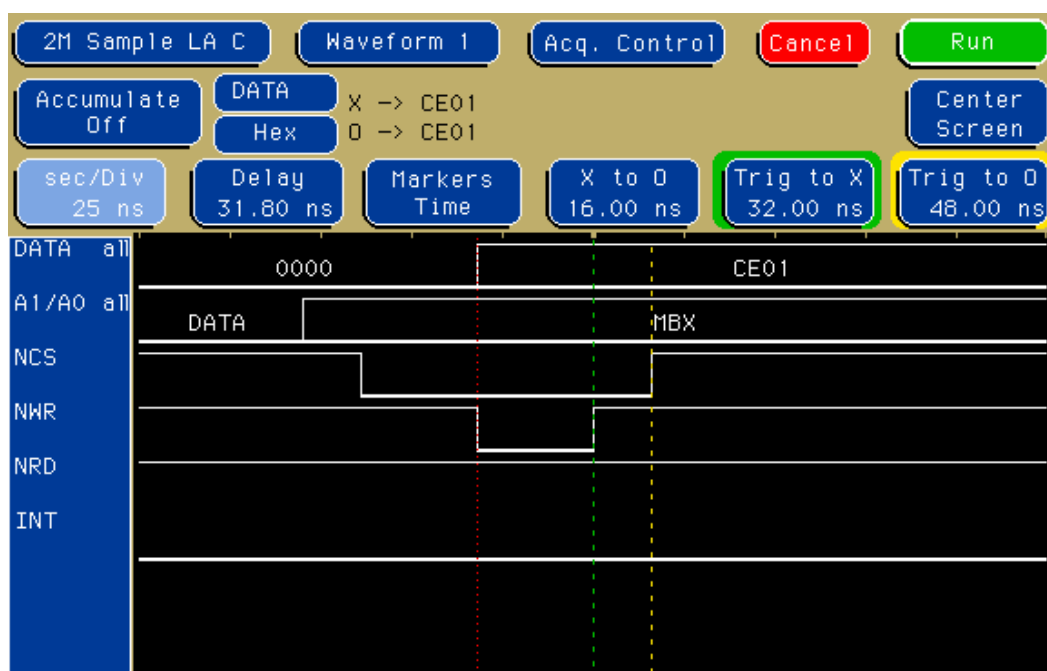 2M Sample LA C Waveform 1 Acq. Control Cancel Run
Accumulate Off
DATA
Hex
X -> CE01
O -> CE01
Center Screen
sec/Div 25 ns
Delay 31.80 ns
Markers Time
X to O 16.00 ns
Trig to X 32.00 ns
Trig to O 48.00 ns
DATA all 0000 CE01
A1/A0 all DATA MBX
NCS
NWR
NRD
INT